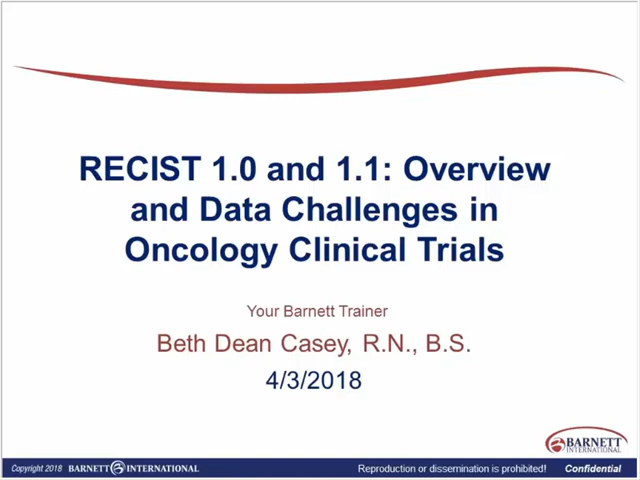 RECIST 1.0 and 1.1: Overview
and Data Challenges in
Oncology Clinical Trials
Your Barnett Trainer
Beth Dean Casey, R.N., B.S.
4/3/2018
BARNETT
INTERNATIONAL
Copyright 2018 BARNETT INTERNATIONAL Reproduction or dissemination is prohibited! Confidential